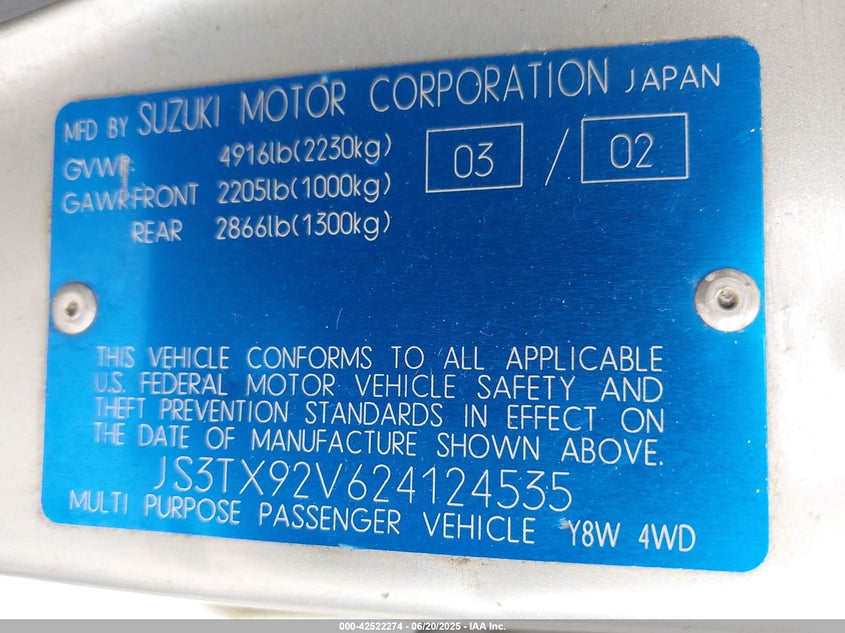 MFD BY SUZUKI MOTOR CORPORATION JAPAN
GVWR: 4916lb(2230kg) 03 / 02
GAWR:FRONT 2205lb(1000kg)
REAR 2866lb(1300kg)
THIS VEHICLE CONFORMS TO ALL APPLICABLE
U.S. FEDERAL MOTOR VEHICLE SAFETY AND
THEFT PREVENTION STANDARDS IN EFFECT ON
THE DATE OF MANUFACTURE SHOWN ABOVE.
JS3TX92V624124535
MULTI PURPOSE PASSENGER VEHICLE Y8W 4WD
000-42522274 | 06/20/2025 | IAA Inc.